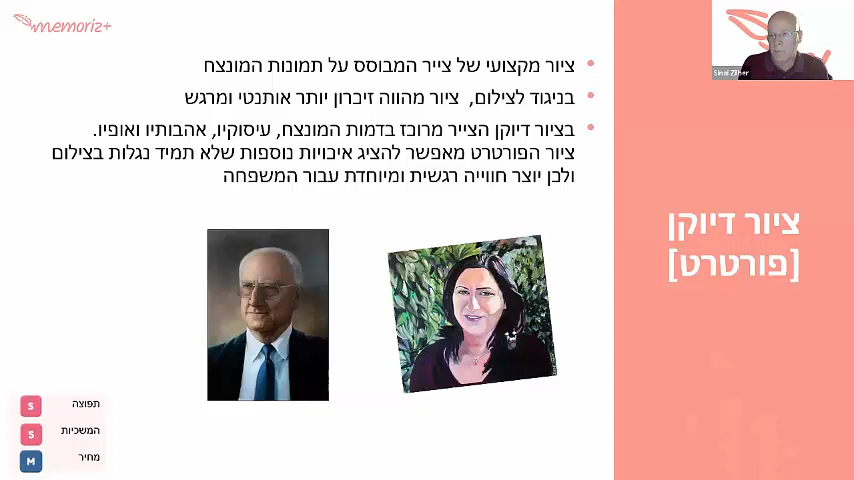 memoriz+
ציור מקצועי של צייר המבוסס על תמונות המונצח
בניגוד לצילום, ציור מהווה זיכרון יותר אותנטי ומרגש
בציור דיוקן הצייר מרוכז בדמות המונצח, עיסוקיו, אהבותיו ואופיו.
ציור הפורטרט מאפשר להציג איכויות נוספות שלא תמיד נגלות בצילום
ולכן יוצר חווייה רגשית ומיוחדת עבור המשפחה
Sinai Zilber
ציור דיוקן
[פורטרט]
תפוצה S
המשכיות S
מחיר M